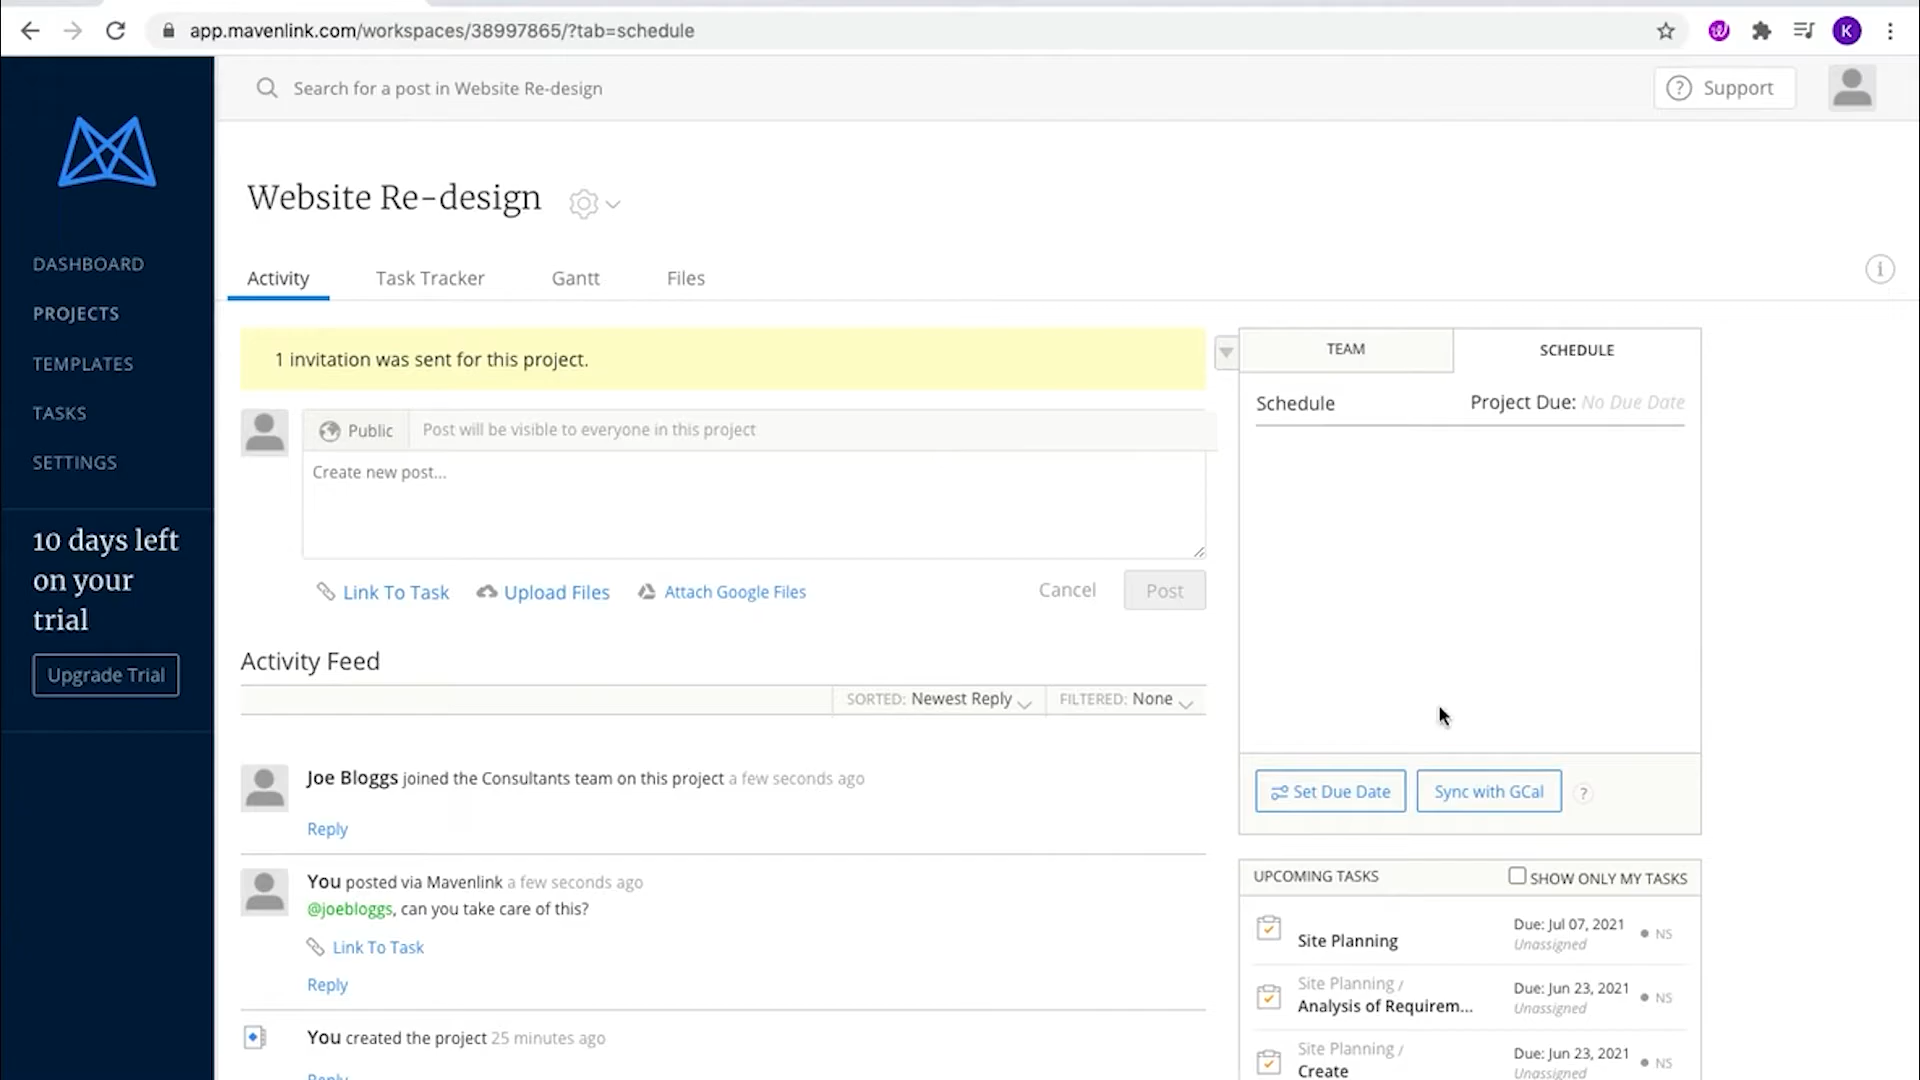 app.mavenlink.com/workspaces/38997865/?tab=schedule
K
Search for a post in Website Re-design
? Support
Website Re-design
DASHBOARD
PROJECTS
TEMPLATES
TASKS
SETTINGS
10 days left
on your
trial
Upgrade Trial
Activity
Task Tracker
Gantt
Files
i
1 invitation was sent for this project.
Public
Post will be visible to everyone in this project
Create new post...
Link To Task
Upload Files
Attach Google Files
Cancel
Post
Activity Feed
SORTED: Newest Reply
FILTERED: None
Joe Bloggs joined the Consultants team on this project a few seconds ago
Reply
You posted via Mavenlink a few seconds ago
@joebloggs, can you take care of this?
Link To Task
Reply
You created the project 25 minutes ago
Reply
TEAM
SCHEDULE
Schedule
Project Due: No Due Date
Set Due Date
Sync with GCal
?
UPCOMING TASKS
SHOW ONLY MY TASKS
Site Planning
Due: Jul 07, 2021
Unassigned
NS
Site Planning /
Analysis of Requirem...
Due: Jun 23, 2021
Unassigned
NS
Site Planning /
Create
Due: Jun 23, 2021
Unassigned
NS